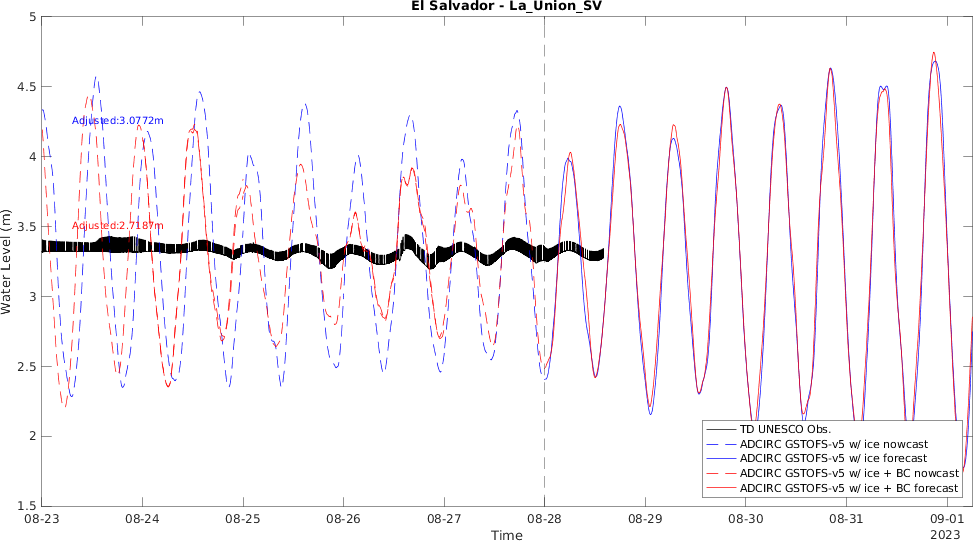 El Salvador - La_Union_SV
5
4.5
4
3.5
3
2.5
2
1.5
Water Level (m)
Adjusted:3.0772m
Adjusted:2.7187m
TD UNESCO Obs.
ADCIRC GSTOFS-v5 w/ ice nowcast
ADCIRC GSTOFS-v5 w/ ice forecast
ADCIRC GSTOFS-v5 w/ ice + BC nowcast
ADCIRC GSTOFS-v5 w/ ice + BC forecast
08-23 08-24 08-25 08-26 08-27 08-28 08-29 08-30 08-31 09-01
2023
Time